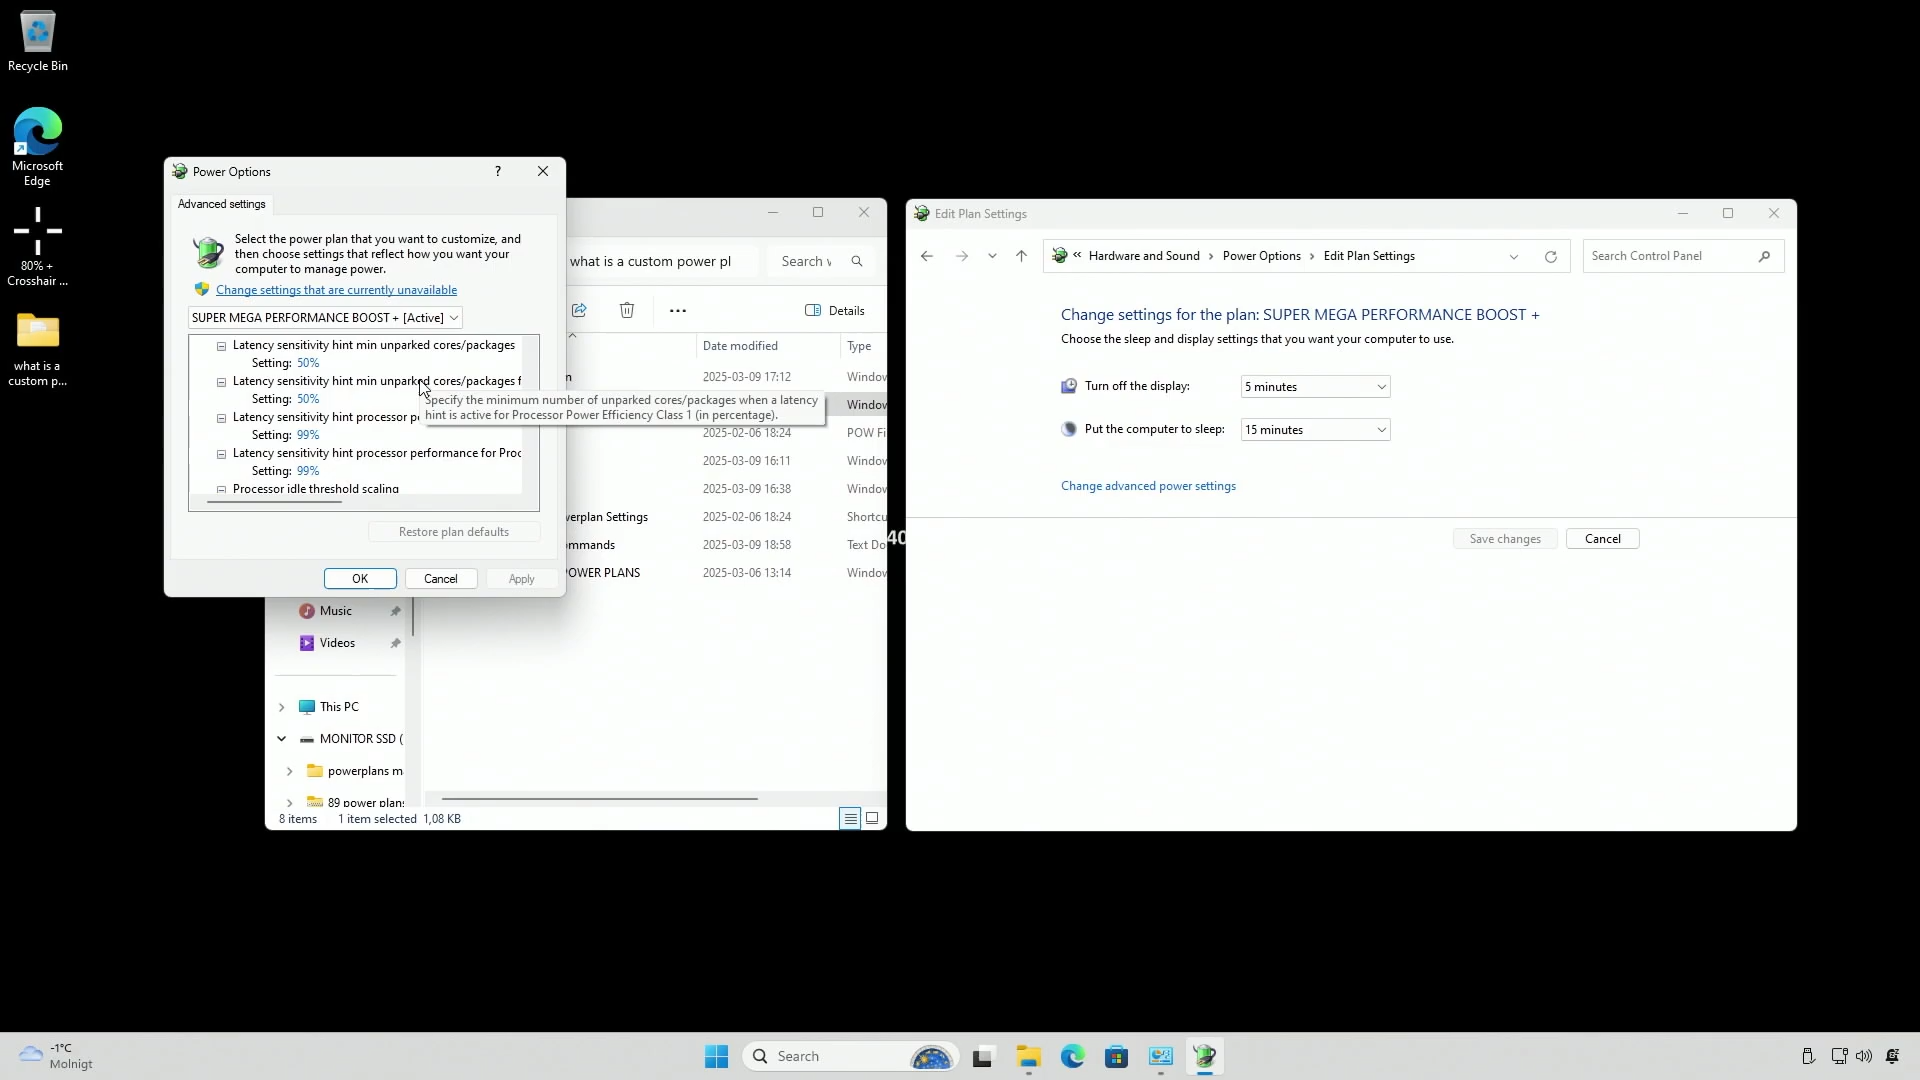 Recycle Bin
Microsoft
Edge
80% +
Crosshair ...
what is a
custom p...
Power Options
?
Advanced settings
Select the power plan that you want to customize, and
then choose settings that reflect how you want your
computer to manage power.
Change settings that are currently unavailable
SUPER MEGA PERFORMANCE BOOST + [Active]
Latency sensitivity hint min unparked cores/packages
Setting: 50%
Latency sensitivity hint min unparked cores/packages f
Setting: 50%
Latency sensitivity hint processor pe
Setting: 99%
Latency sensitivity hint processor performance for Proc
Setting: 99%
Processor idle threshold scaling
Specify the minimum number of unparked cores/packages when a latency
hint is active for Processor Power Efficiency Class 1 (in percentage).
Restore plan defaults
OK
Cancel
Apply
what is a custom power pl
Search
Details
Date modified
Type
2025-03-09 17:12
Window
Window
2025-02-06 18:24
POW Fi
2025-03-09 16:11
Window
2025-03-09 16:38
Window
verplan Settings
2025-02-06 18:24
Shortcu
ommands
2025-03-09 18:58
Text Do
POWER PLANS
2025-03-06 13:14
Window
Music
Videos
This PC
MONITOR SSD (
powerplans m
89 power plans
8 items
1 item selected 1,08 KB
40
Edit Plan Settings
« Hardware and Sound › Power Options › Edit Plan Settings
Search Control Panel
Change settings for the plan: SUPER MEGA PERFORMANCE BOOST +
Choose the sleep and display settings that you want your computer to use.
Turn off the display:
5 minutes
Put the computer to sleep:
15 minutes
Change advanced power settings
Save changes
Cancel
-1°C
Molnigt
Search